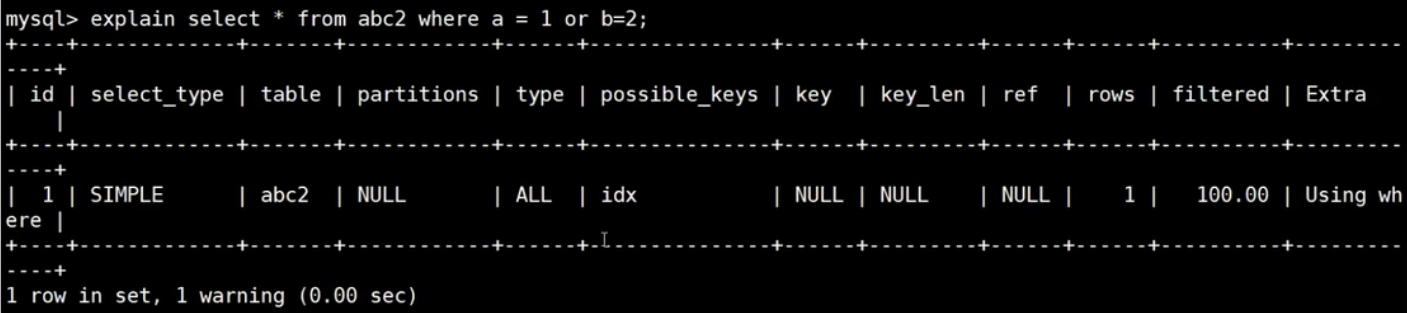 mysql> explain select * from abc2 where a = 1 or b=2;
+----+-------------+-------+------------+------+---------------+------+---------+------+------+----------+---------
----+
| id | select_type | table | partitions | type | possible_keys | key  | key_len | ref  | rows | filtered | Extra
    |
+----+-------------+-------+------------+------+---------------+------+---------+------+------+----------+---------
----+
|  1 | SIMPLE      | abc2  | NULL       | ALL  | idx           | NULL | NULL    | NULL |    1 |   100.00 | Using wh
ere |
+----+-------------+-------+------------+------+---------------+------+---------+------+------+----------+---------
----+
1 row in set, 1 warning (0.00 sec)